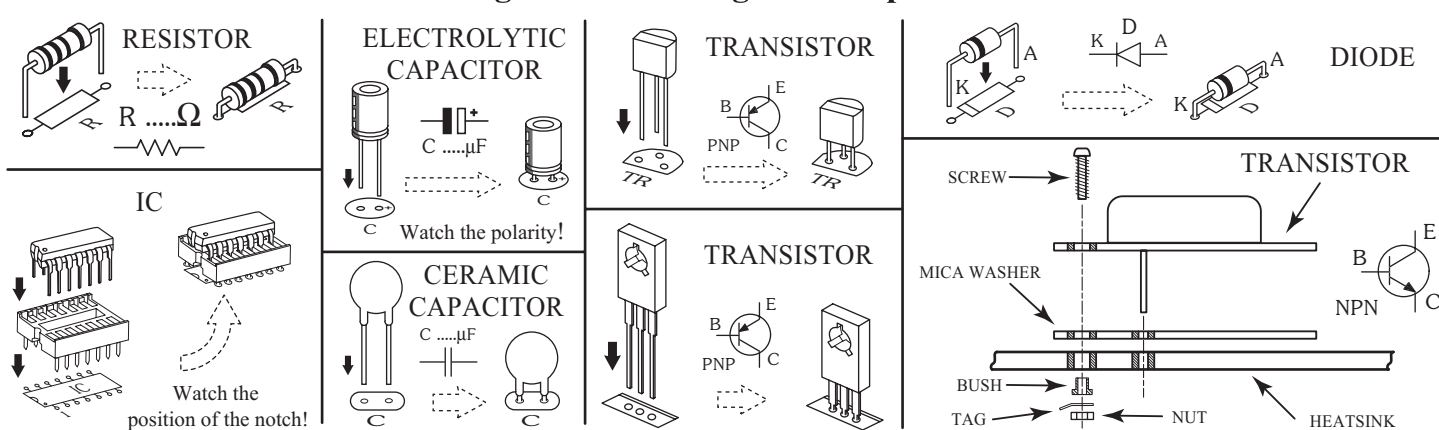 RESISTOR
R
R .....Ω
R
IC
IC
Watch the
position of the notch!
ELECTROLYTIC
CAPACITOR
+
C .....μF
+
C
+
C
Watch the polarity!
CERAMIC
CAPACITOR
C .....μF
C
C
TRANSISTOR
E
B
PNP
C
TR
TR
TRANSISTOR
E
B
PNP
C
D
K
A
DIODE
A
K
D
A
K
D
TRANSISTOR
SCREW
E
B
MICA WASHER
C
NPN
BUSH
TAG
NUT
HEATSINK